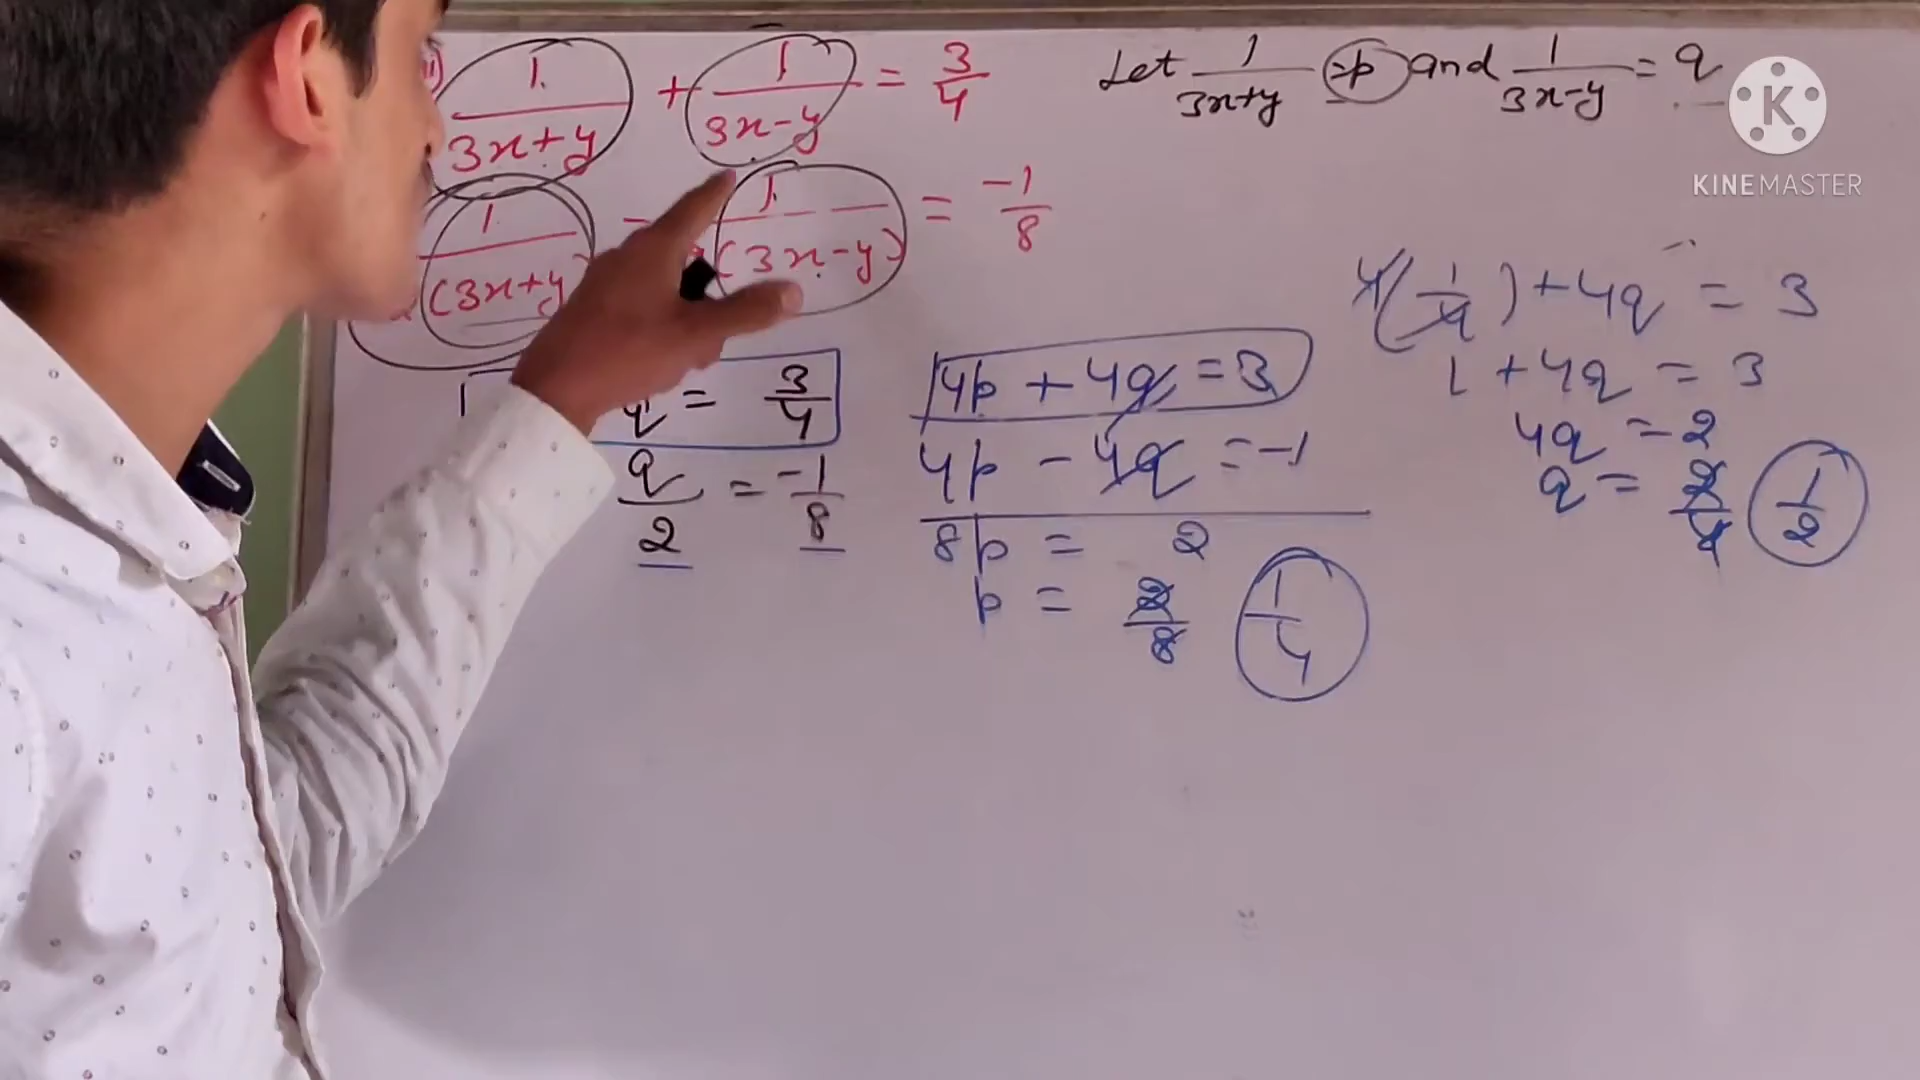 1/(3x+y) + 1/(3x-y) = 3/4
1/(3x+y) - 1/(3x-y) = -1/8
q = 3/4
q/2 = -1/8
Let 1/(3x+y) = p and 1/(3x-y) = q
4p + 4q = 3
4p - 4q = -1
8p = 2
p = 2/8 1/4
4(1/4) + 4q = 3
1 + 4q = 3
4q = 2
q = 2/4 1/2
KINEMASTER